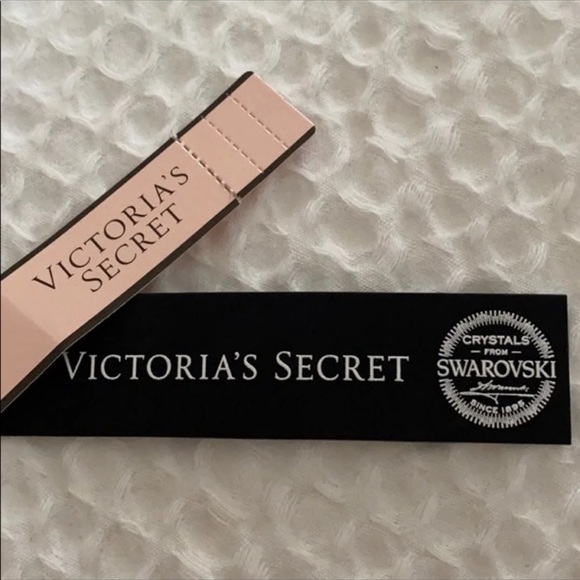 VICTORIA'S
SECRET
VICTORIA'S SECRET
CRYSTALS
FROM
SWAROVSKI
SINCE 1895